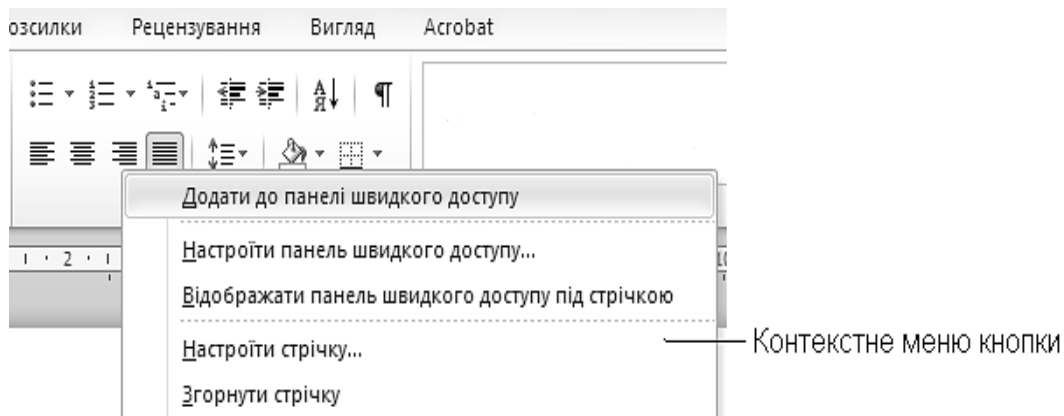 озсилки Рецензування Вигляд Acrobat
Додати до панелі швидкого доступу
2
Настроїти панель швидкого доступу...
Відображати панель швидкого доступу під стрічкою
Настроїти стрічку...
Контекстне меню кнопки
Згорнути стрічку